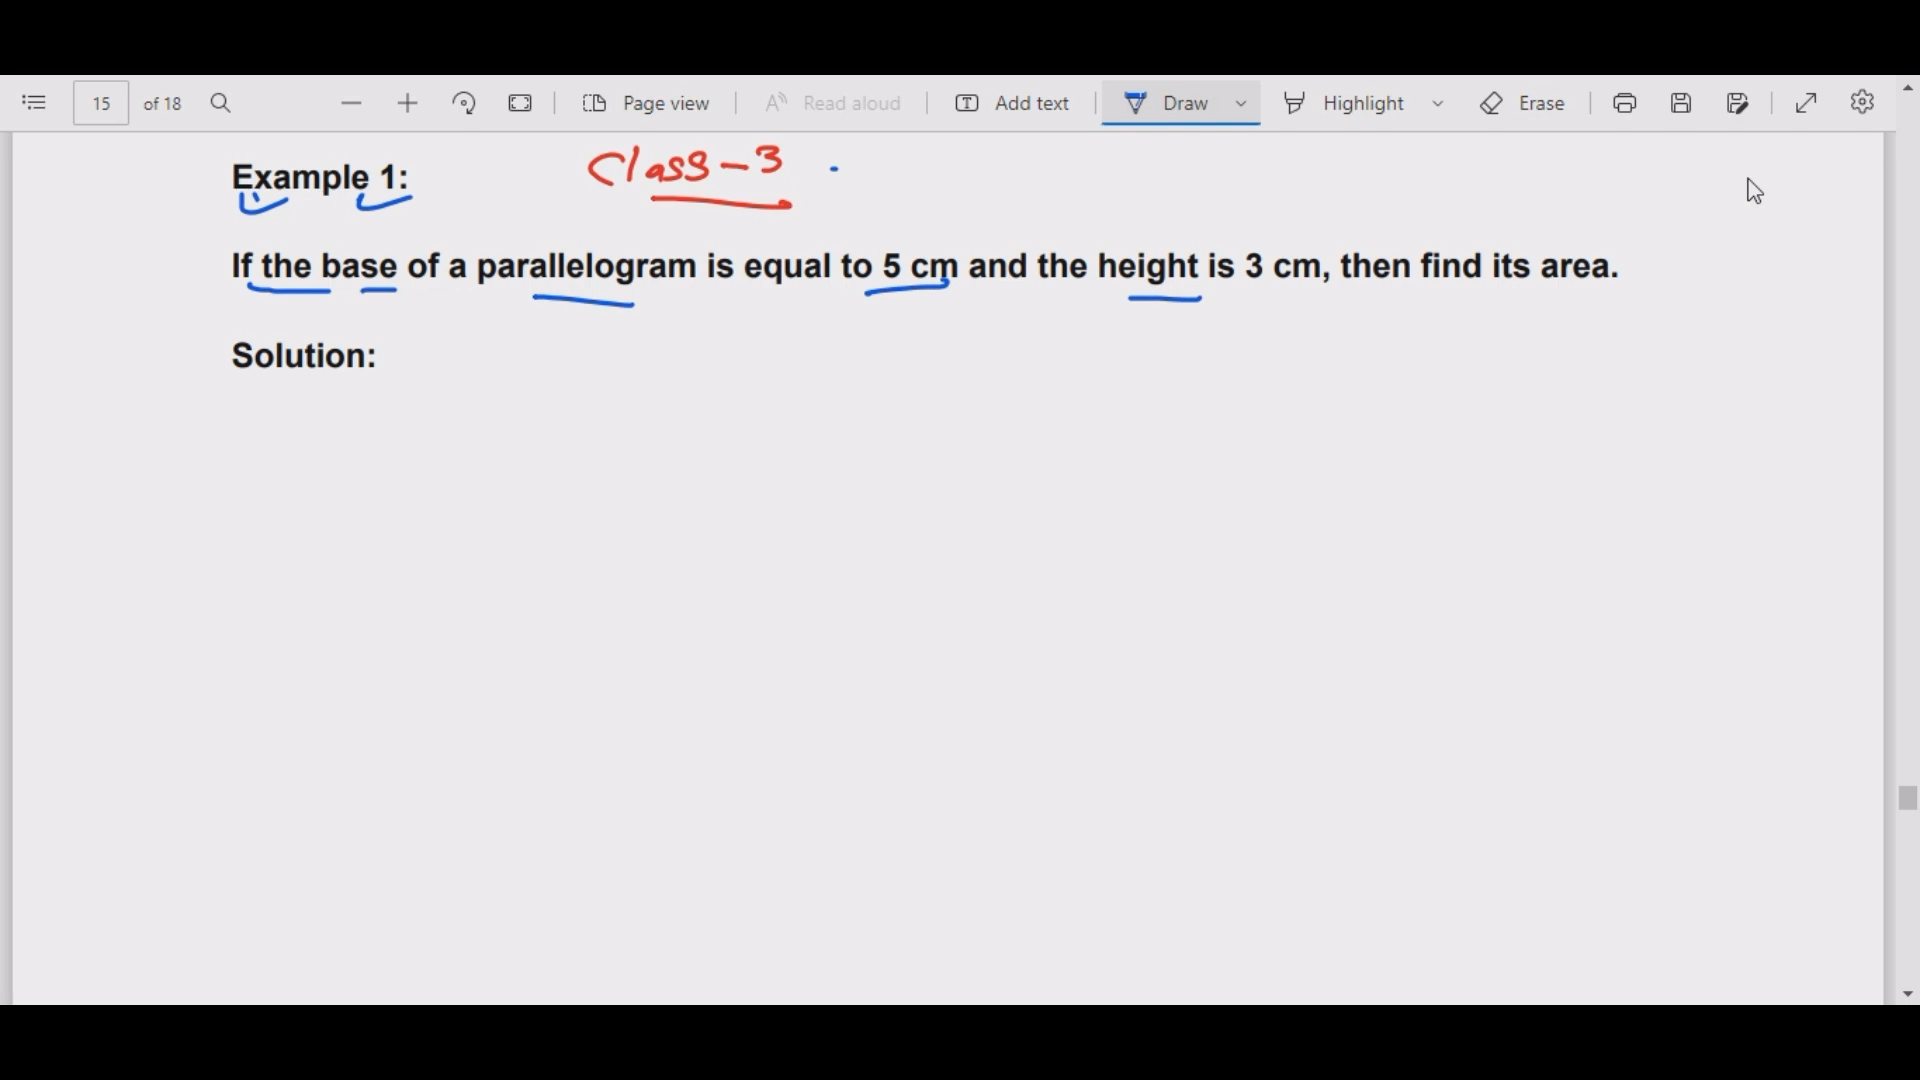 15 of 18 Page view Read aloud Add text Draw Highlight Erase
Example 1: Class-3
If the base of a parallelogram is equal to 5 cm and the height is 3 cm, then find its area.
Solution: